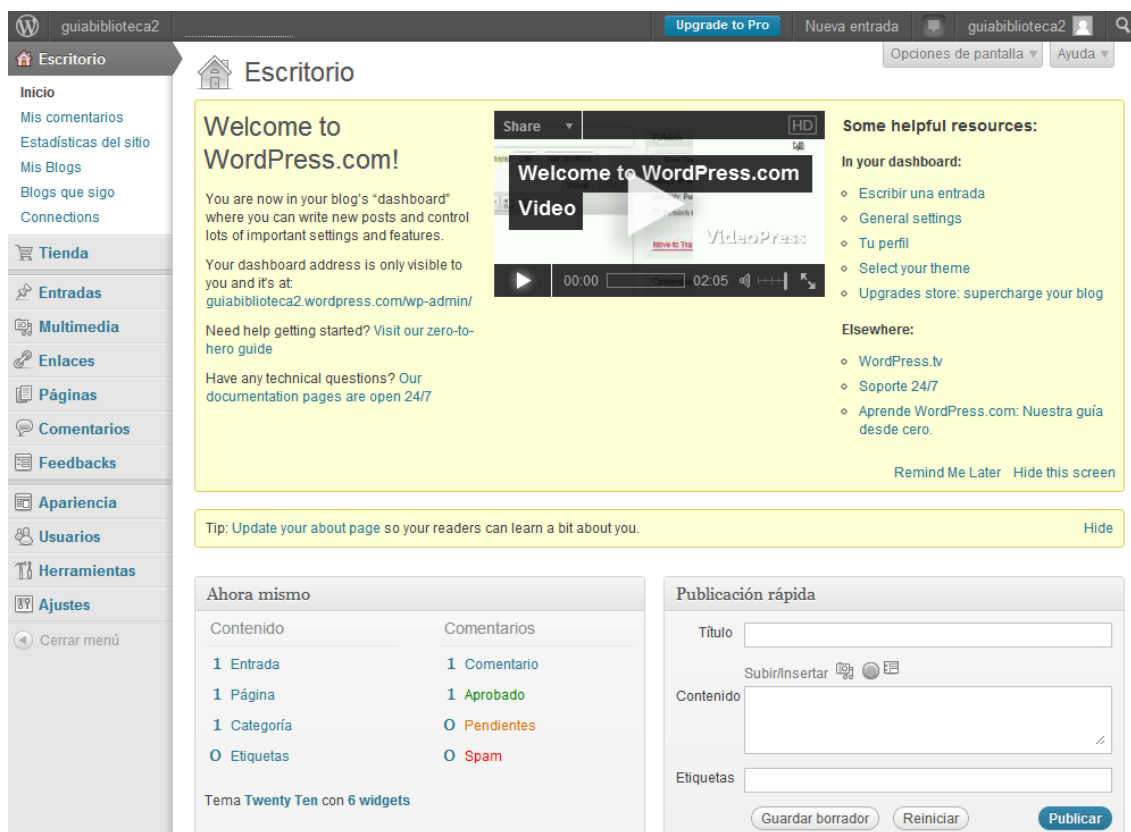 guiabiblioteca2
Upgrade to Pro
Nueva entrada
guiabiblioteca2
Escritorio
Inicio
Mis comentarios
Estadísticas del sitio
Mis Blogs
Blogs que sigo
Connections
Tienda
Entradas
Multimedia
Enlaces
Páginas
Comentarios
Feedbacks
Apariencia
Usuarios
Herramientas
Ajustes
Cerrar menú
Opciones de pantalla
Ayuda
Escritorio
Welcome to
WordPress.com!
You are now in your blog's “dashboard”
where you can write new posts and control
lots of important settings and features.
Your dashboard address is only visible to
you and it's at:
guiabiblioteca2.wordpress.com/wp-admin/
Need help getting started? Visit our zero-to-
hero guide
Have any technical questions? Our
documentation pages are open 24/7
Share
HD
Welcome to WordPress.com
Video
VideoPress
Move to Tra
00:00
02:05
Some helpful resources:
In your dashboard:
Escribir una entrada
General settings
Tu perfil
Select your theme
Upgrades store: supercharge your blog
Elsewhere:
WordPress.tv
Soporte 24/7
Aprende WordPress.com: Nuestra guía
desde cero.
Remind Me Later Hide this screen
Tip: Update your about page so your readers can learn a bit about you.
Hide
Ahora mismo
Contenido
Comentarios
1 Entrada
1 Comentario
1 Página
1 Aprobado
1 Categoría
0 Pendientes
0 Etiquetas
0 Spam
Tema Twenty Ten con 6 widgets
Publicación rápida
Título
Subir/Insertar
Contenido
Etiquetas
Guardar borrador
Reiniciar
Publicar